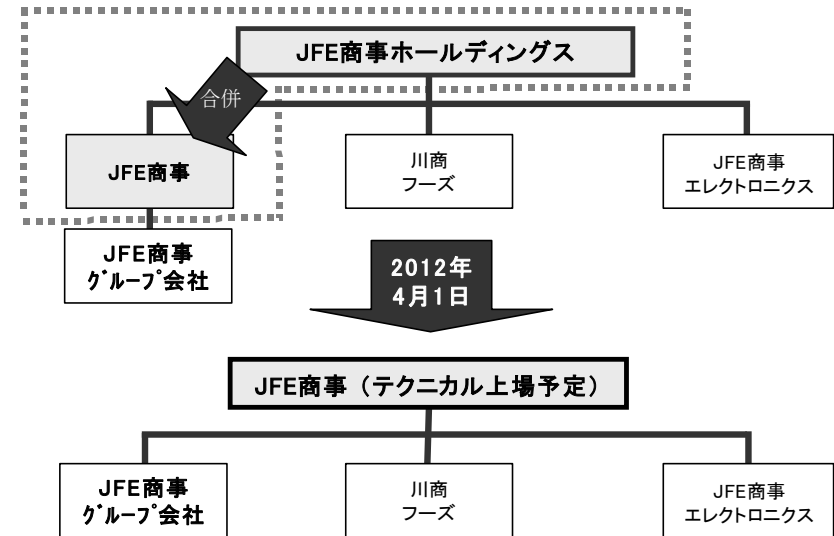 JFE商事ホールディングス
合併
JFE商事
川商
フーズ
JFE商事
エレクトロニクス
JFE商事
グループ会社
2012年
4月1日
JFE商事（テクニカル上場予定）
JFE商事
グループ会社
川商
フーズ
JFE商事
エレクトロニクス